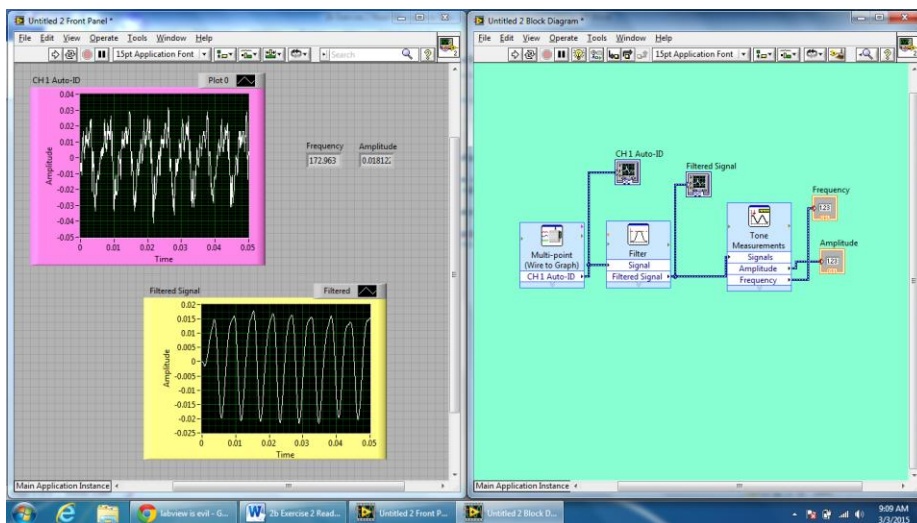 Untitled 2 Front Panel *
File Edit View Operate Tools Window Help
15pt Application Font
Search
2
CH 1 Auto-ID
Plot 0
0.04
0.03
0.02
0.01
0
-0.01
-0.02
-0.03
-0.04
-0.05
Amplitude
0 0.01 0.02 0.03 0.04 0.05
Time
Frequency Amplitude
172.963 0.018122
Filtered Signal
Filtered
0.02
0.015
0.01
0.005
0
-0.005
-0.01
-0.015
-0.02
-0.025
Amplitude
0 0.01 0.02 0.03 0.04 0.05
Time
Main Application Instance
Untitled 2 Block Diagram *
File Edit View Project Operate Tools Window Help
15pt Application Font
2
CH 1 Auto-ID
Filtered Signal
Frequency
1.23
Amplitude
1.23
Multi-point
(Wire to Graph)
CH 1 Auto-ID
Filter
Signal
Filtered Signal
Tone
Measurements
Signals
Amplitude
Frequency
Main Application Instance
labview is evil - G...
2b Exercise 2 Read...
Untitled 2 Front P...
Untitled 2 Block D...
9:09 AM
3/3/2015